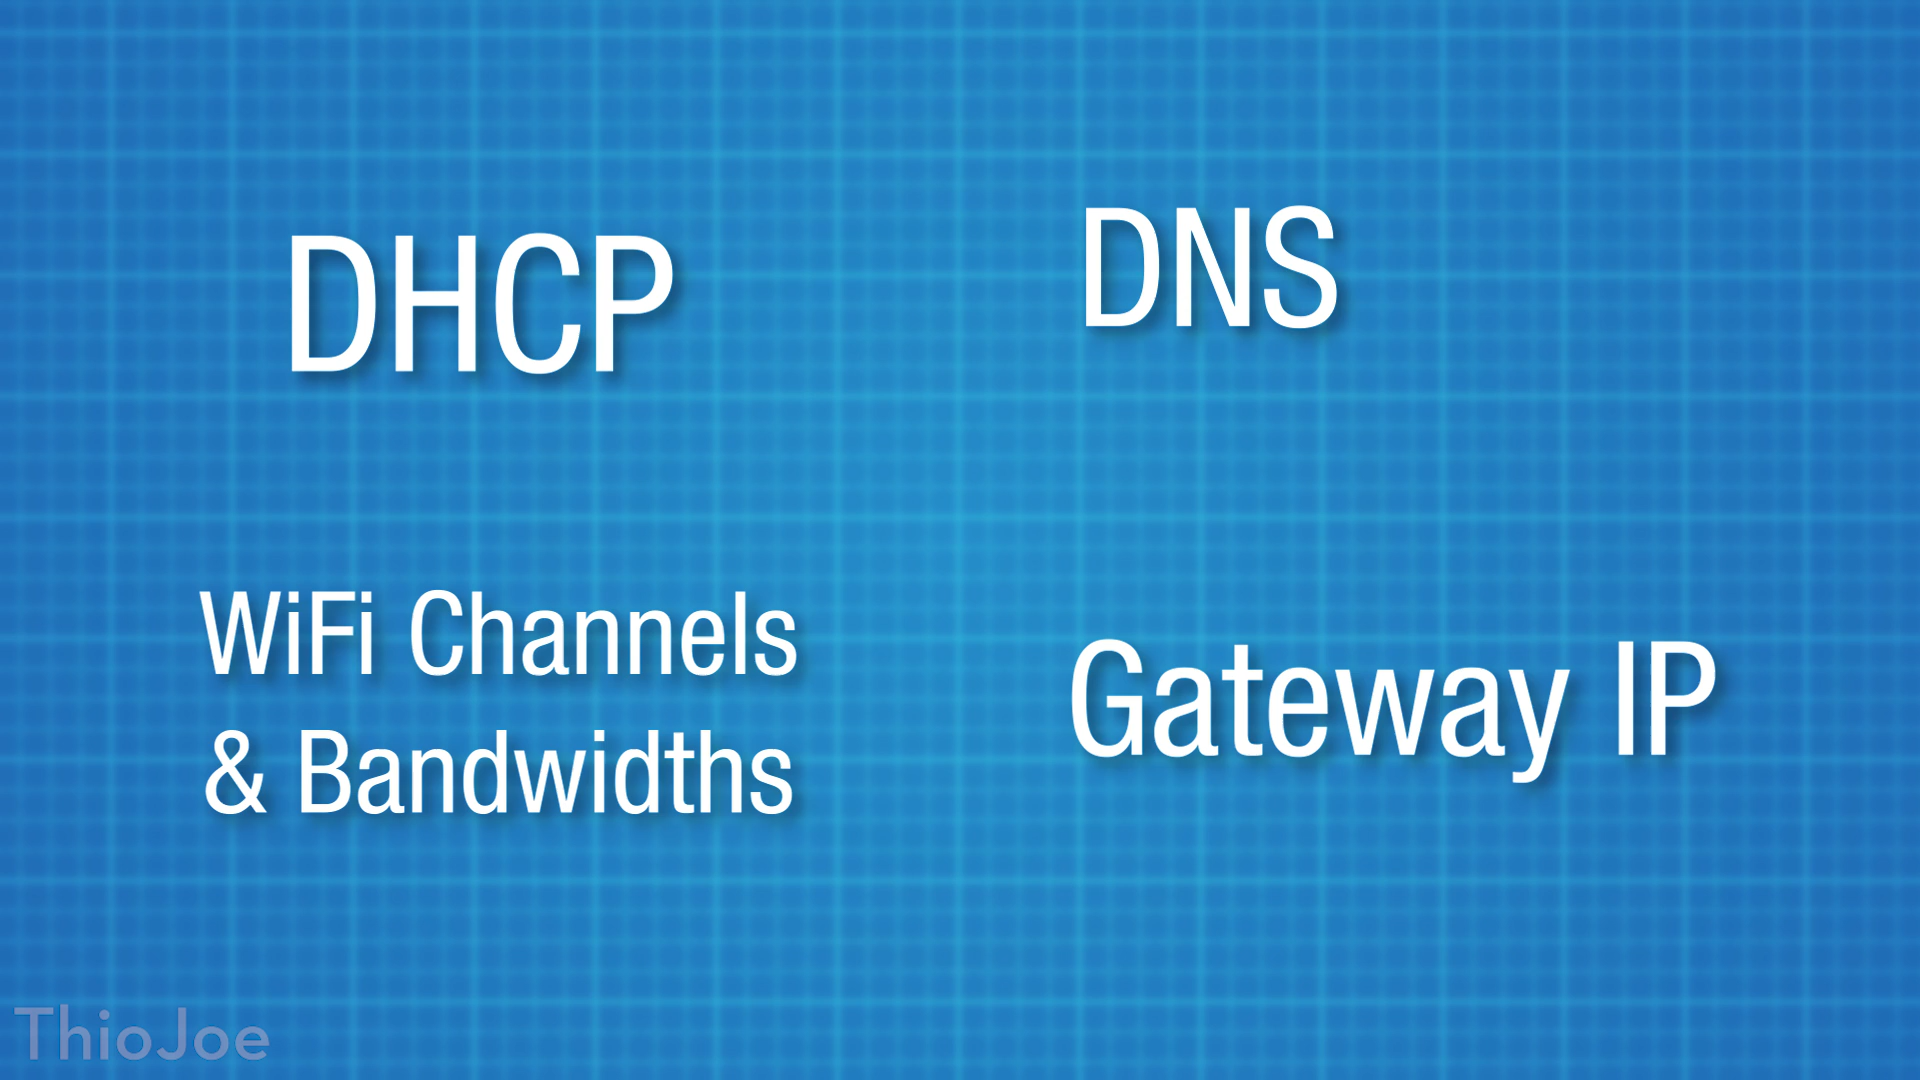 DHCP
DNS
WiFi Channels
& Bandwidths
Gateway IP
ThioJoe